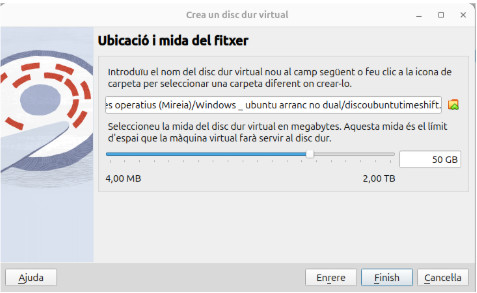 Crea un disc dur virtual
Ubicació i mida del fitxer
Introduïu el nom del disc dur virtual nou al camp següent o feu clic a la icona de
carpeta per seleccionar una carpeta diferent on crear-lo.
es operatius (Mireia)/Windows _ ubuntu arranc no dual/discoubuntutimeshift.
Seleccioneu la mida del disc dur virtual en megabytes. Aquesta mida és el límit
d'espai que la màquina virtual farà servir al disc dur.
50 GB
4,00 MB 2,00 TB
Ajuda Enrere Finish Cancel·la